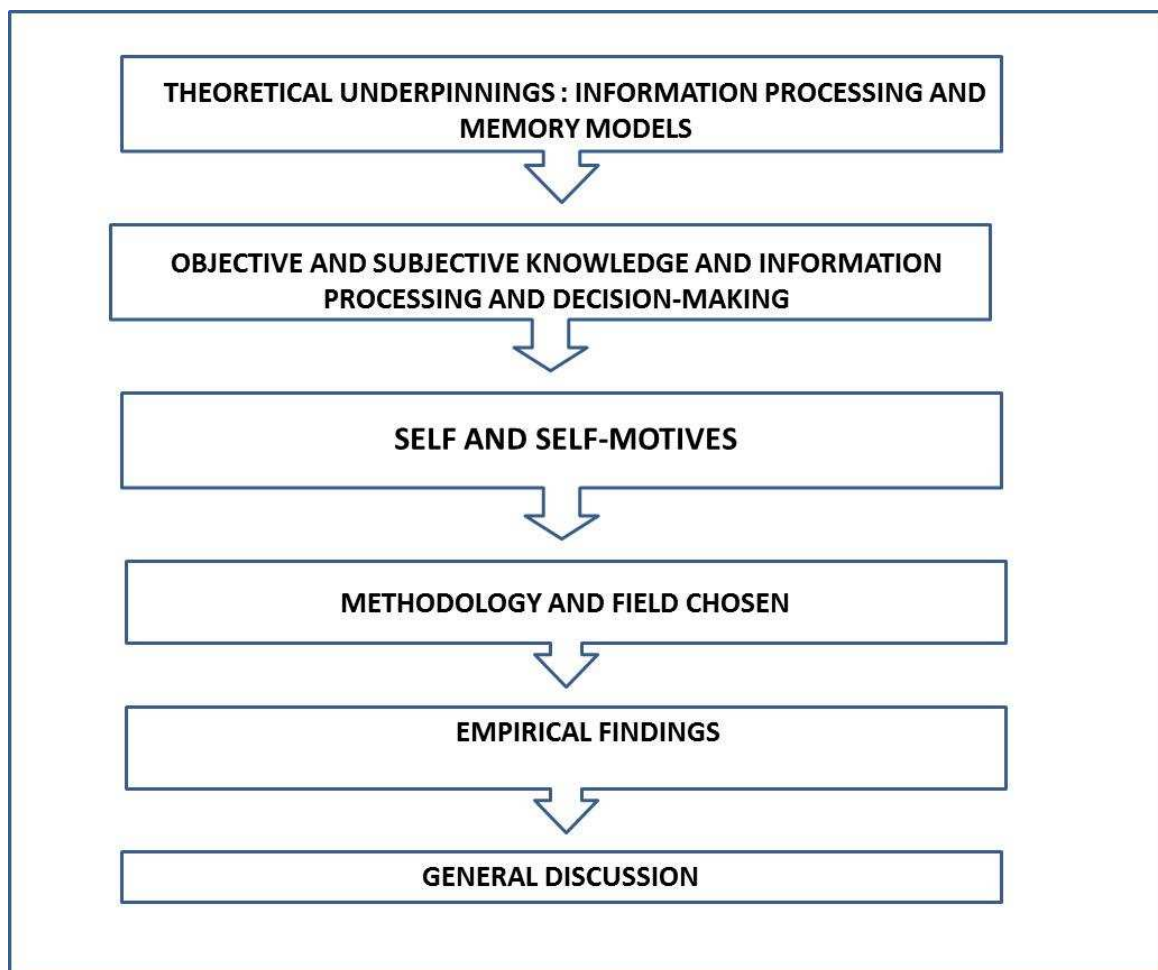 THEORETICAL UNDERPINNINGS : INFORMATION PROCESSING AND
MEMORY MODELS
OBJECTIVE AND SUBJECTIVE KNOWLEDGE AND INFORMATION
PROCESSING AND DECISION-MAKING
SELF AND SELF-MOTIVES
METHODOLOGY AND FIELD CHOSEN
EMPIRICAL FINDINGS
GENERAL DISCUSSION